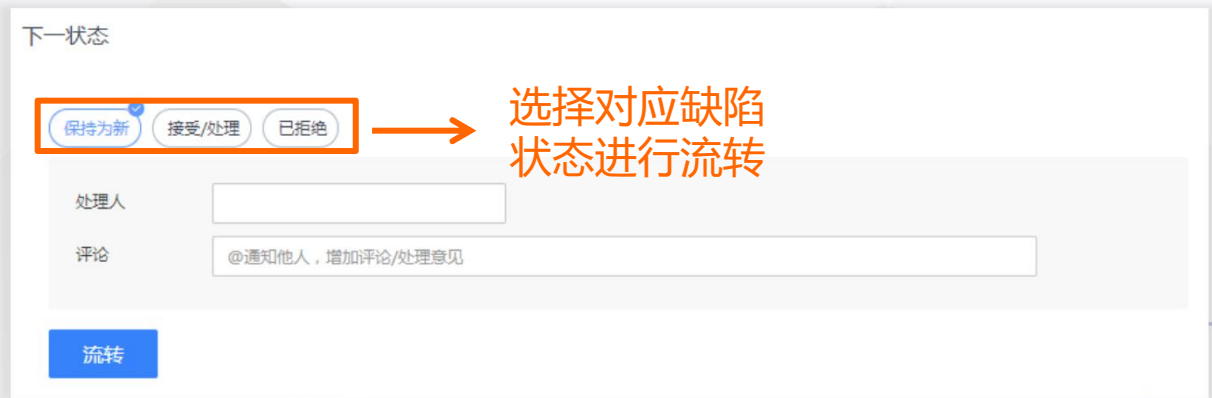 下一状态
保持为新 接受/处理 已拒绝
选择对应缺陷
状态进行流转
处理人
评论 @通知他人，增加评论/处理意见
流转